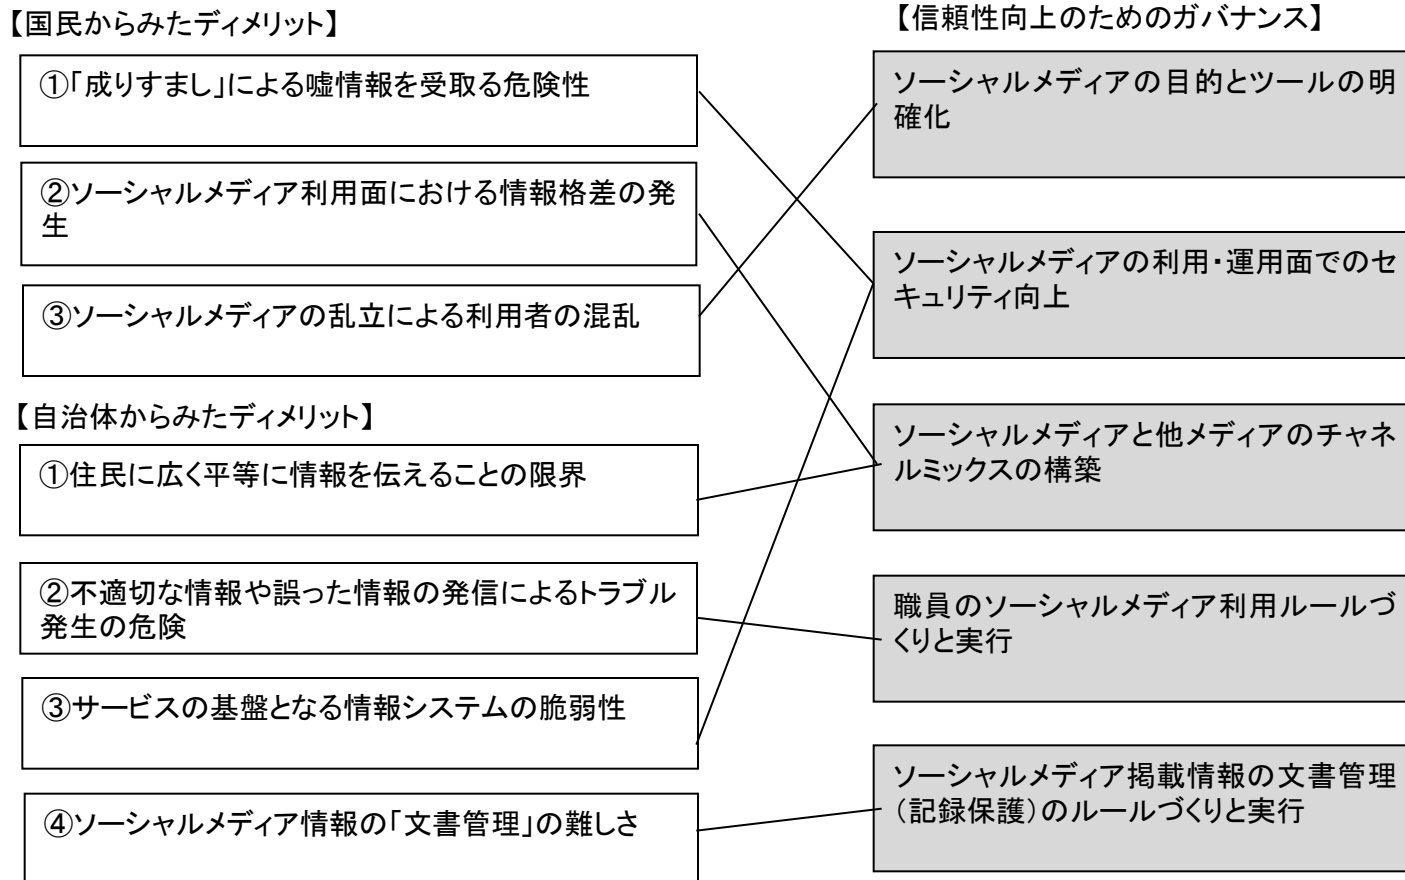 【国民からみたディメリット】
①「成りすまし」による嘘情報を受取る危険性
②ソーシャルメディア利用面における情報格差の発
生
③ソーシャルメディアの乱立による利用者の混乱
【自治体からみたディメリット】
①住民に広く平等に情報を伝えることの限界
②不適切な情報や誤った情報の発信によるトラブル
発生の危険
③サービスの基盤となる情報システムの脆弱性
④ソーシャルメディア情報の「文書管理」の難しさ
【信頼性向上のためのガバナンス】
ソーシャルメディアの目的とツールの明
確化
ソーシャルメディアの利用・運用面でのセ
キュリティ向上
ソーシャルメディアと他メディアのチャネ
ルミックスの構築
職員のソーシャルメディア利用ルールづ
くりと実行
ソーシャルメディア掲載情報の文書管理
（記録保護）のルールづくりと実行